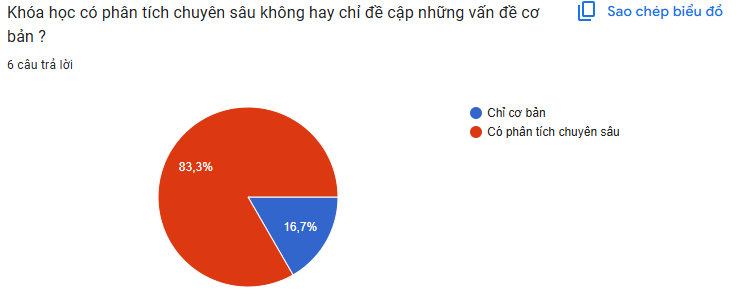 Khóa học có phân tích chuyên sâu không hay chỉ đề cập những vấn đề cơ
bản ?
Sao chép biểu đồ
6 câu trả lời
Chỉ cơ bản
Có phân tích chuyên sâu
83,3%
16,7%